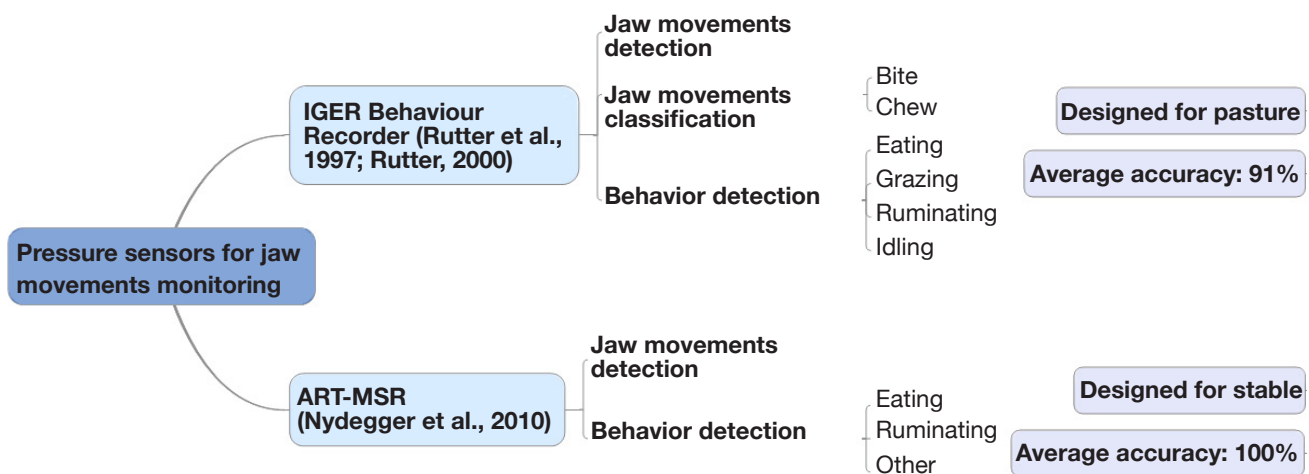 Pressure sensors for jaw
movements monitoring
IGER Behaviour
Recorder (Rutter et al.,
1997; Rutter, 2000)
Jaw movements
detection
Jaw movements
classification
Bite
Chew
Behavior detection
Eating
Grazing
Ruminating
Idling
Designed for pasture
Average accuracy: 91%
ART-MSR
(Nydegger et al., 2010)
Jaw movements
detection
Behavior detection
Eating
Ruminating
Other
Designed for stable
Average accuracy: 100%